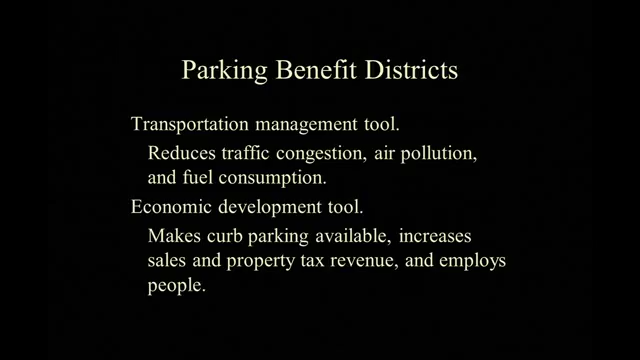 Parking Benefit Districts
Transportation management tool.
Reduces traffic congestion, air pollution,
and fuel consumption.
Economic development tool.
Makes curb parking available, increases
sales and property tax revenue, and employs
people.